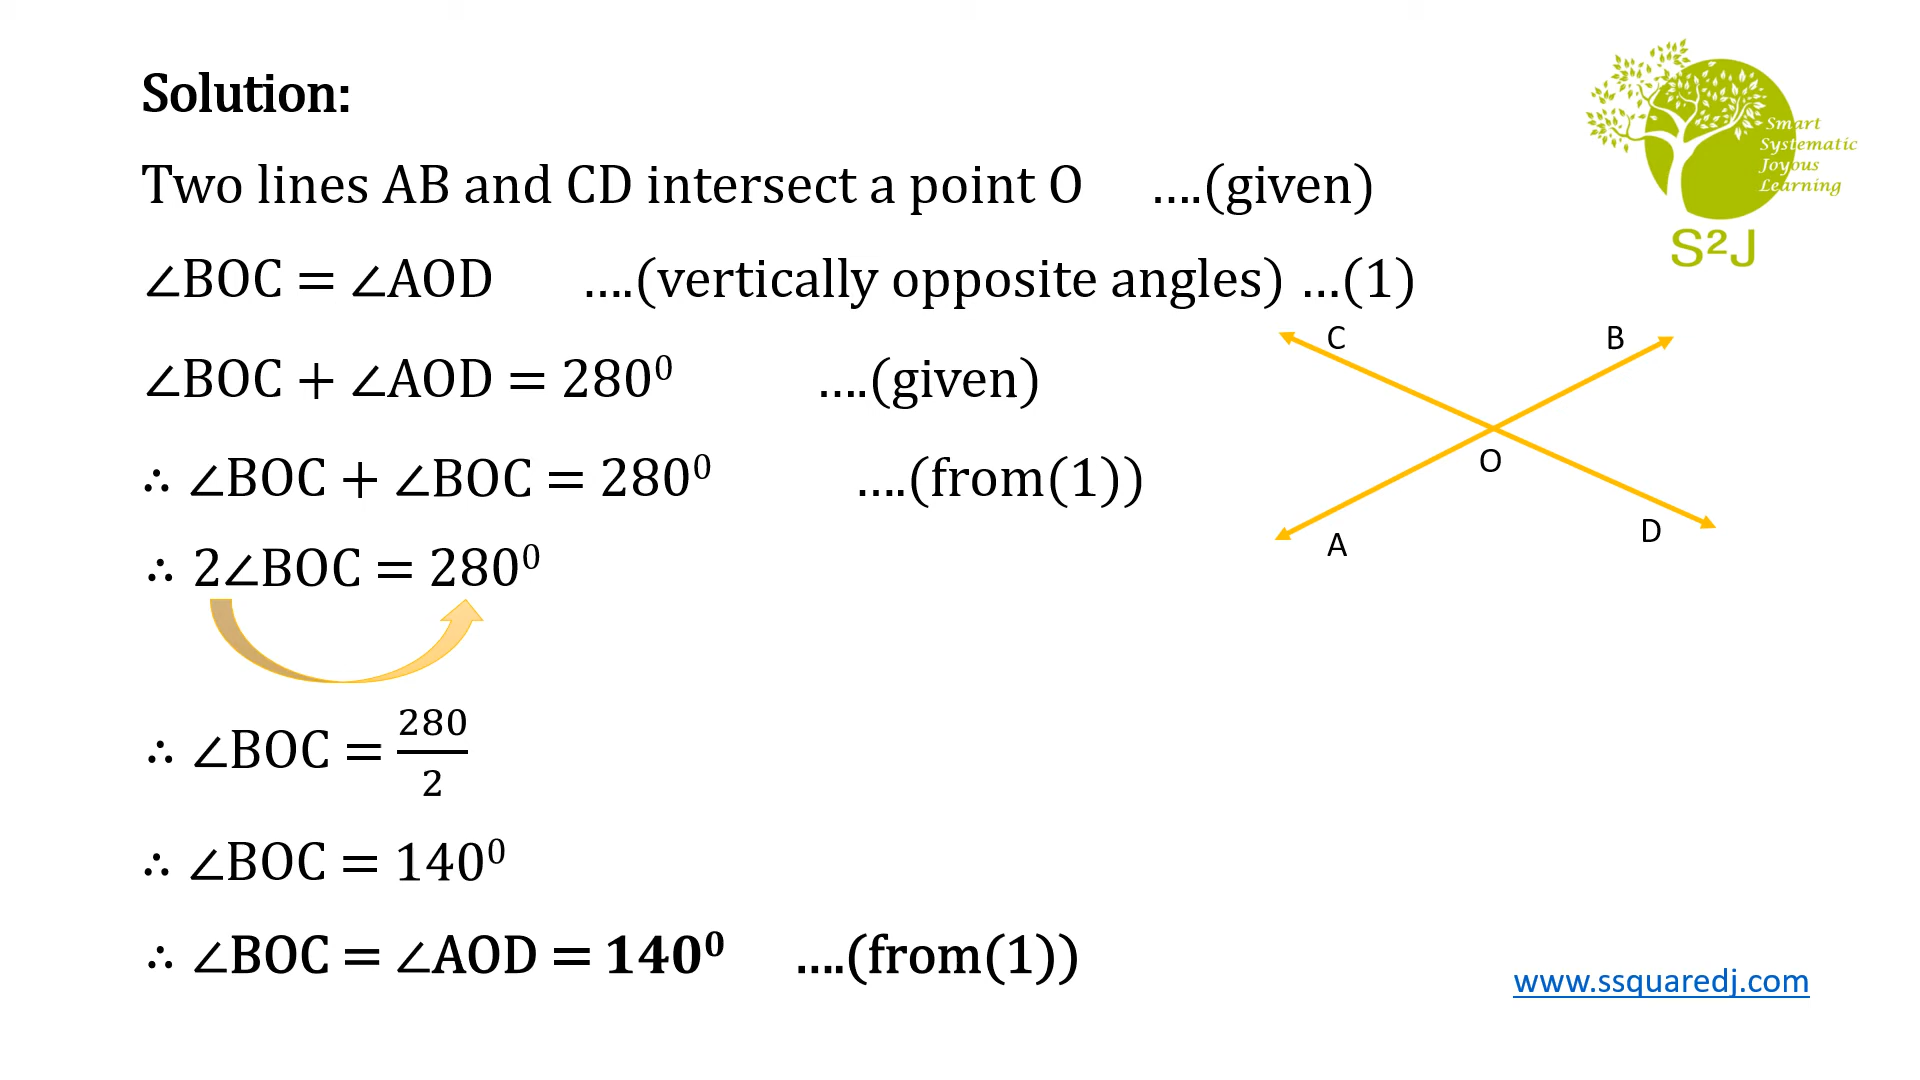 Solution:
Two lines AB and CD intersect a point O ....(given)
∠BOC = ∠AOD ....(vertically opposite angles) ...(1)
∠BOC + ∠AOD = 280⁰ ....(given)
∴ ∠BOC + ∠BOC = 280⁰ ....(from(1))
∴ 2∠BOC = 280⁰
∴ ∠BOC = 280/2
∴ ∠BOC = 140⁰
∴ ∠BOC = ∠AOD = 140⁰ ....(from(1))
Smart
Systematic
Joyous
Learning
S²J
C
B
O
A
D
www.ssquaredj.com